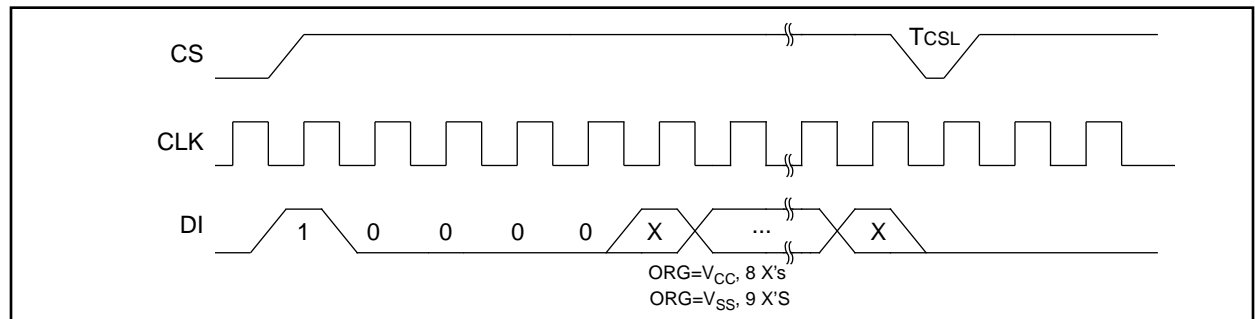 CS TCSL
CLK
DI 1 0 0 0 0 X ... X
ORG=VCC, 8 X's
ORG=VSS, 9 X'S